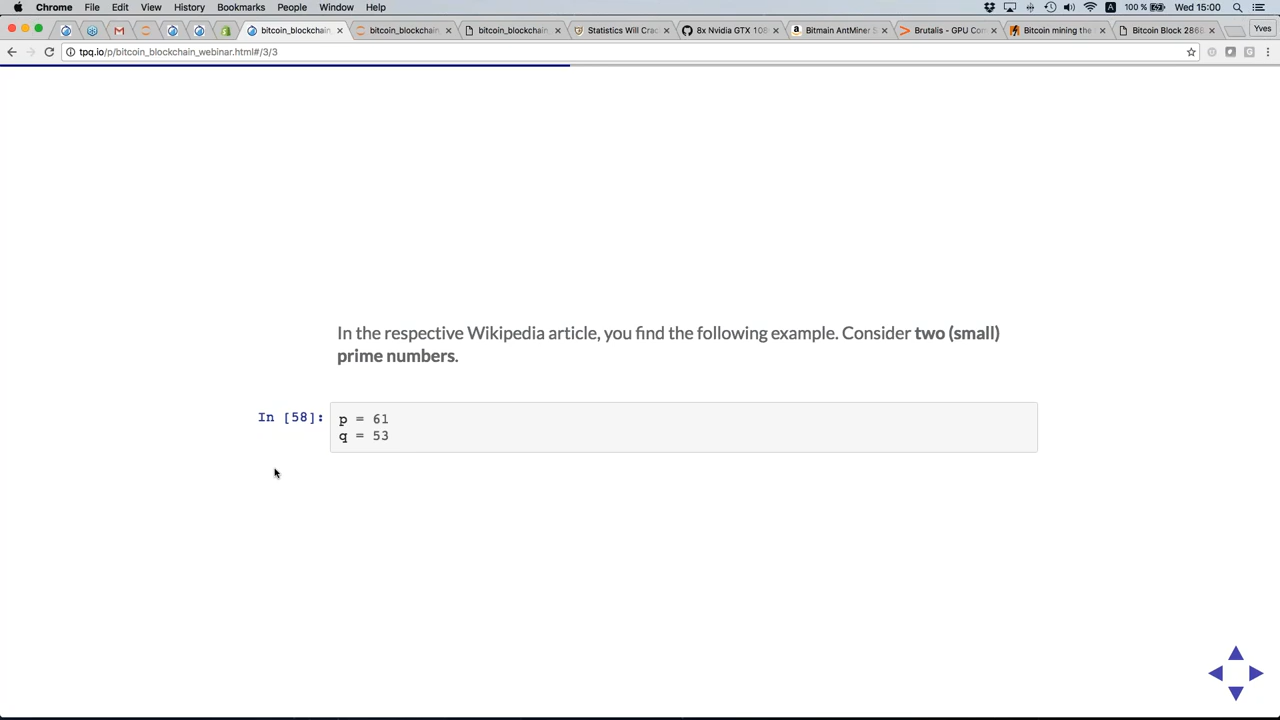 Chrome File Edit View History Bookmarks People Window Help 100 % Wed 15:00
bitcoin_blockchain bitcoin_blockchain bitcoin_blockchain Statistics Will Crac 8x Nvidia GTX 108 Bitmain AntMiner S Brutalis - GPU Com Bitcoin mining the Bitcoin Block 286 Yves
tpq.io/p/bitcoin_blockchain_webinar.html#/3/3
In the respective Wikipedia article, you find the following example. Consider two (small)
prime numbers.
In [58]: p = 61
q = 53